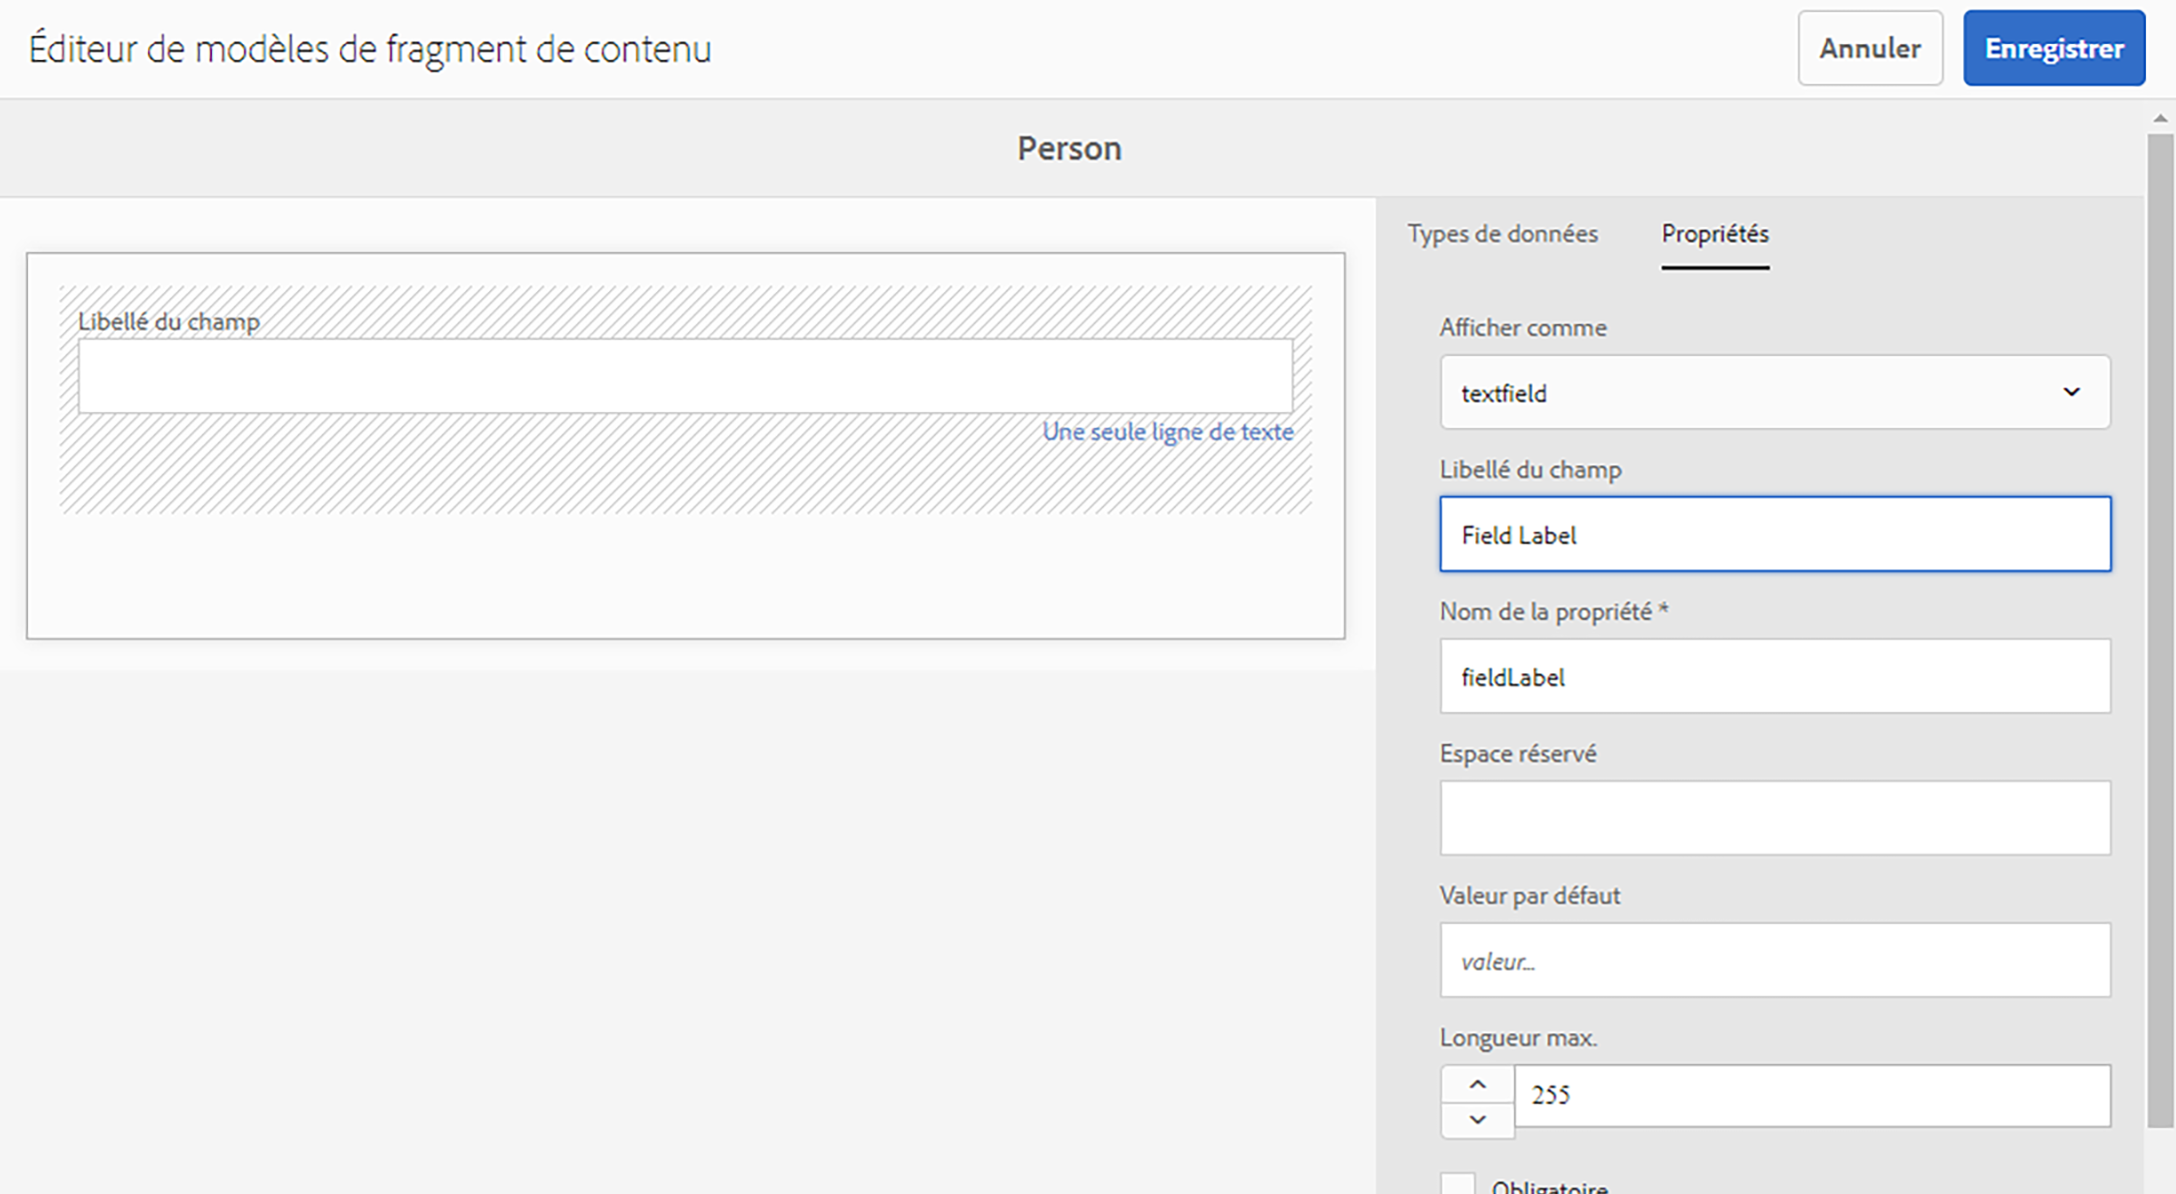 Éditeur de modèles de fragment de contenu
Annuler
Enregistrer
Person
Libellé du champ
Une seule ligne de texte
Types de données
Propriétés
Afficher comme
textfield
Libellé du champ
Field Label
Nom de la propriété *
fieldLabel
Espace réservé
Valeur par défaut
valeur...
Longueur max.
255
Obligatoire